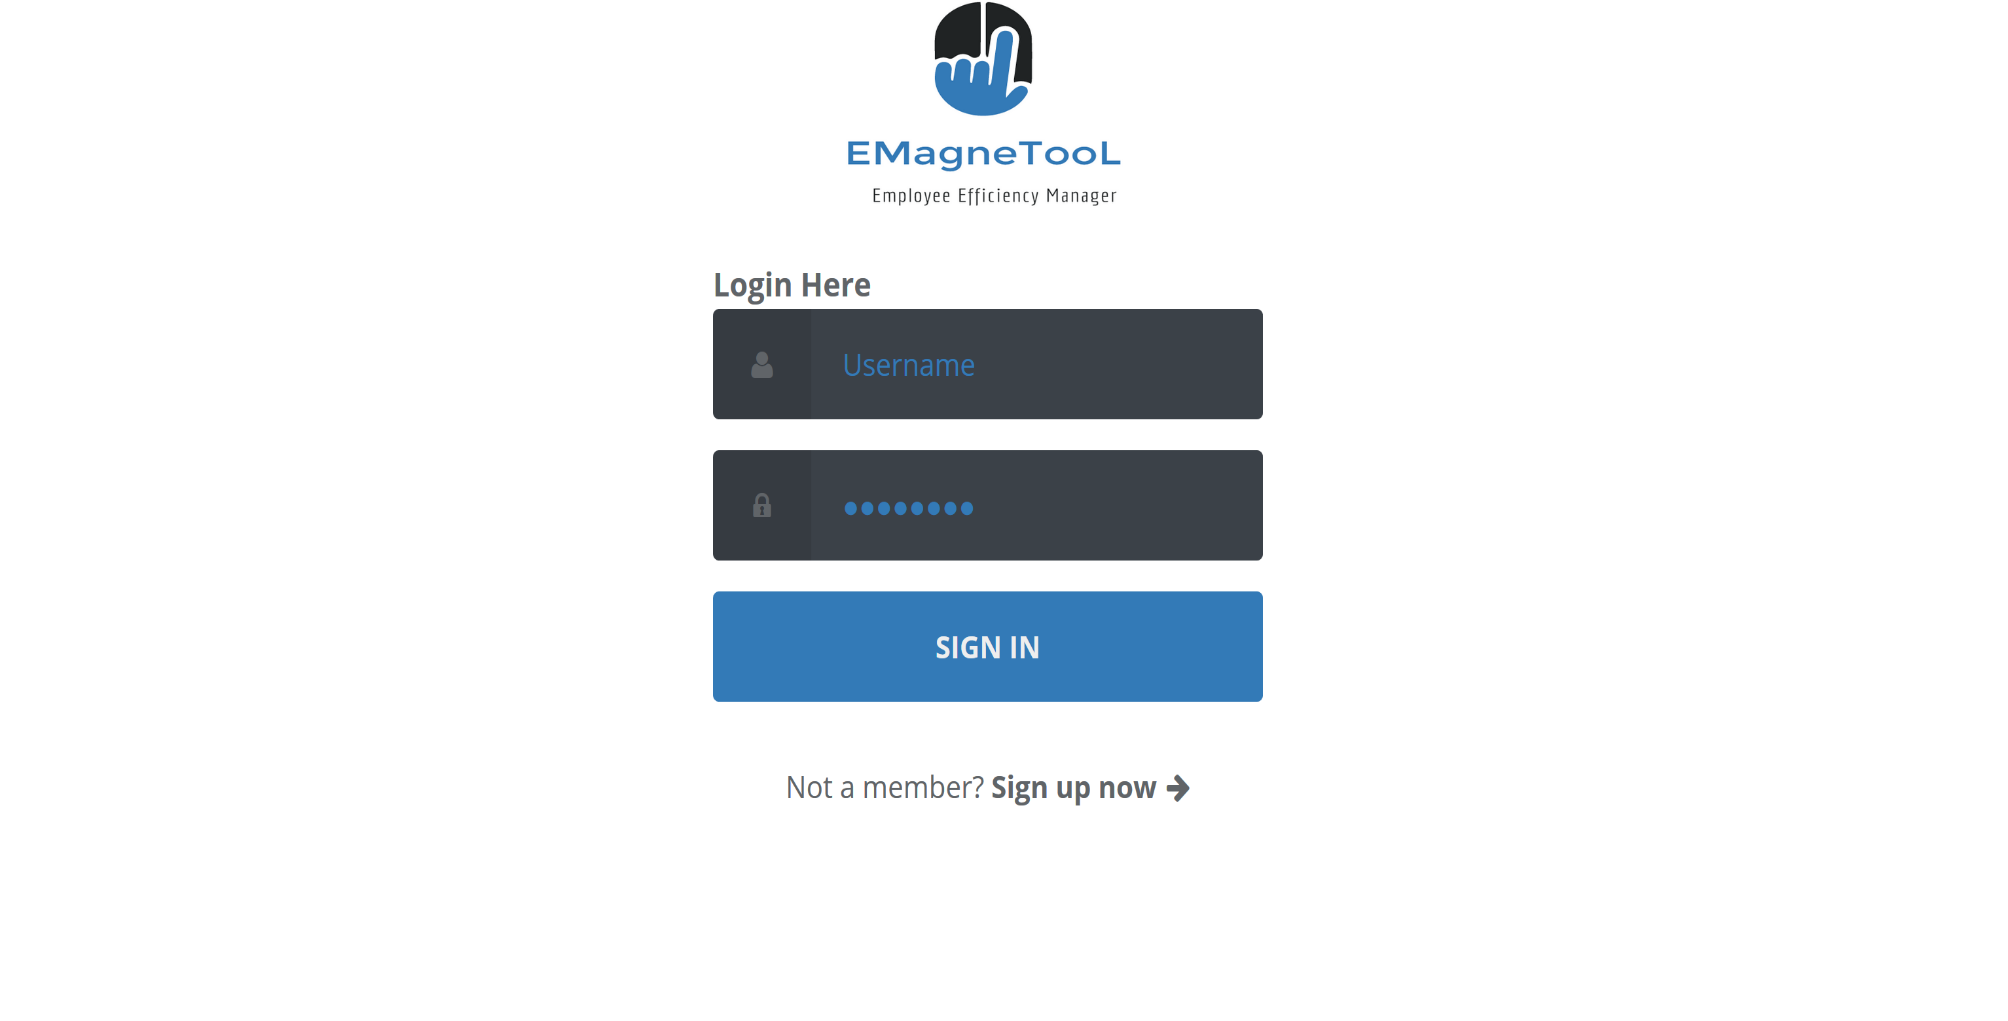 EMagneTooL
Employee Efficiency Manager
Login Here
Username
••••••••
SIGN IN
Not a member? Sign up now